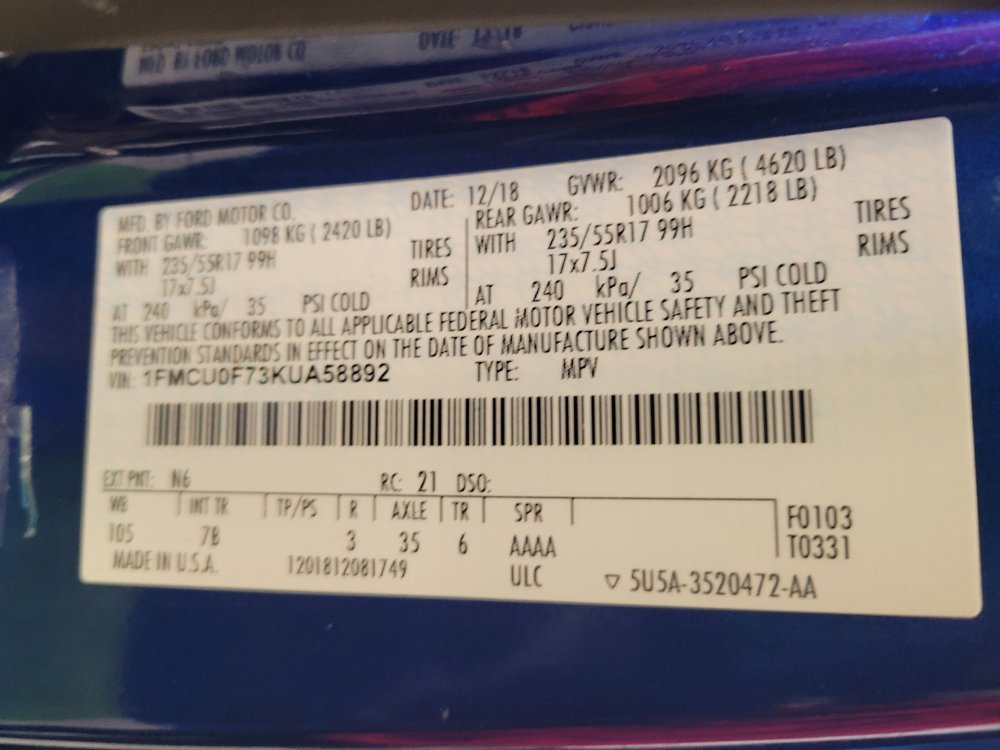 MFD. BY FORD MOTOR CO. DATE: 12/18 GVWR: 2096 KG ( 4620 LB)
FRONT GAWR: 1098 KG ( 2420 LB) REAR GAWR: 1006 KG ( 2218 LB)
WITH 235/55R17 99H TIRES WITH 235/55R17 99H TIRES
17x7.5J RIMS 17x7.5J RIMS
AT 240 kPa/ 35 PSI COLD AT 240 kPa/ 35 PSI COLD
THIS VEHICLE CONFORMS TO ALL APPLICABLE FEDERAL MOTOR VEHICLE SAFETY AND THEFT
PREVENTION STANDARDS IN EFFECT ON THE DATE OF MANUFACTURE SHOWN ABOVE.
VIN: 1FMCU0F73KUA58892 TYPE: MPV
EXT PNT: N6 RC: 21 DSO:
WB INT TR TP/PS R AXLE TR SPR F0103
105 7B 3 35 6 AAAA T0331
MADE IN U.S.A. 1201812081749 ULC ▽ 5U5A-3520472-AA